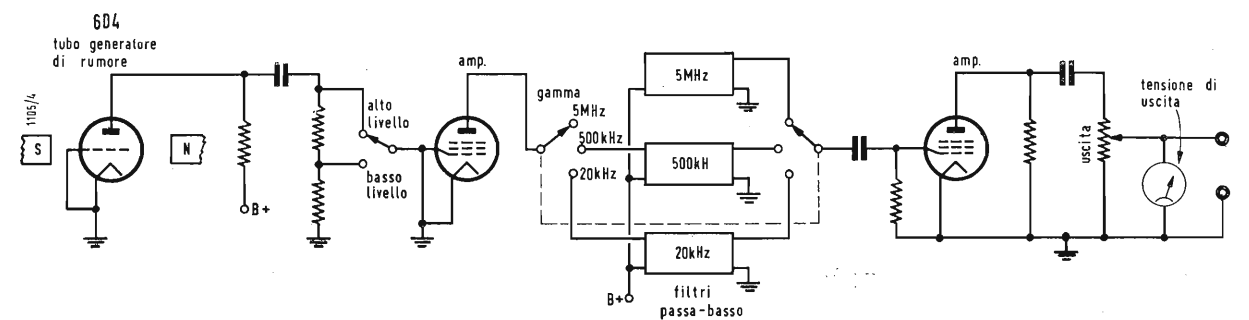 6D4
tubo generatore
di rumore
1105/4
S
N
B+
alto
livello
basso
livello
amp.
gamma
5MHz
500kHz
20kHz
5MHz
500kH
20kHz
B+
filtri
passa-basso
amp.
uscita
tensione di
uscita